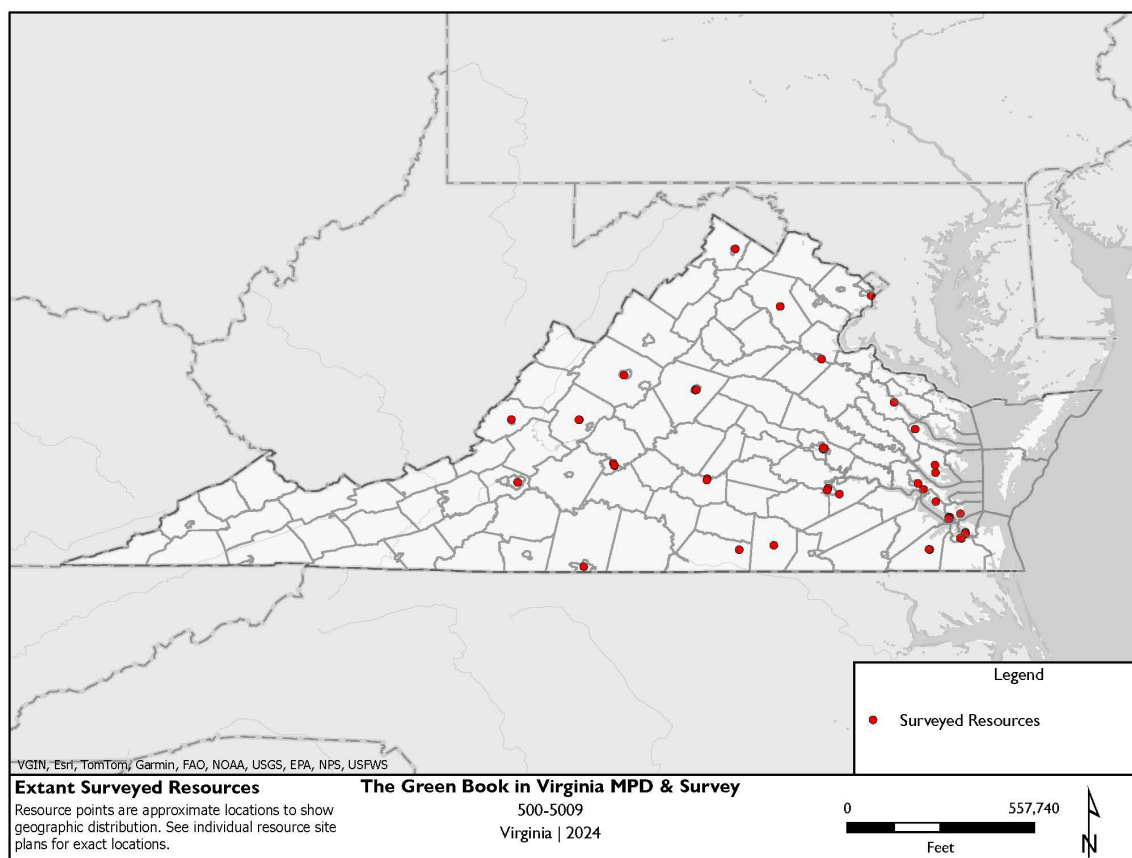 Legend
Surveyed Resources
VGIN, Esri, TomTom, Garmin, FAO, NOAA, USGS, EPA, NPS, USFWS
Extant Surveyed Resources
Resource points are approximate locations to show
geographic distribution. See individual resource site
plans for exact locations.
The Green Book in Virginia MPD & Survey
500-5009
Virginia | 2024
0 557,740
Feet
N